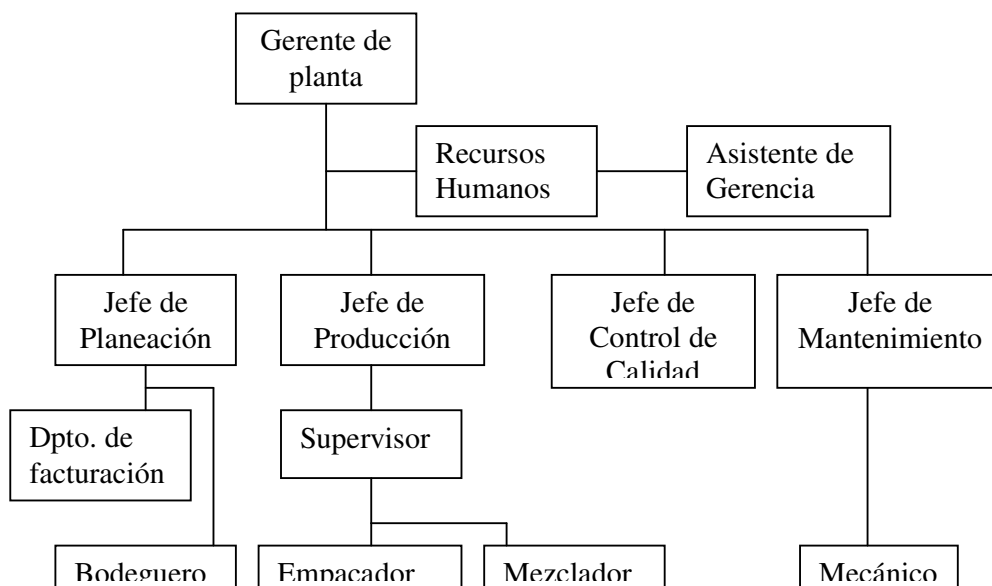 Gerente de
planta
Recursos
Humanos
Asistente de
Gerencia
Jefe de
Planeación
Jefe de
Producción
Jefe de
Control de
Calidad
Jefe de
Mantenimiento
Dpto. de
facturación
Supervisor
Bodeguero
Empacador
Mezclador
Mecánico